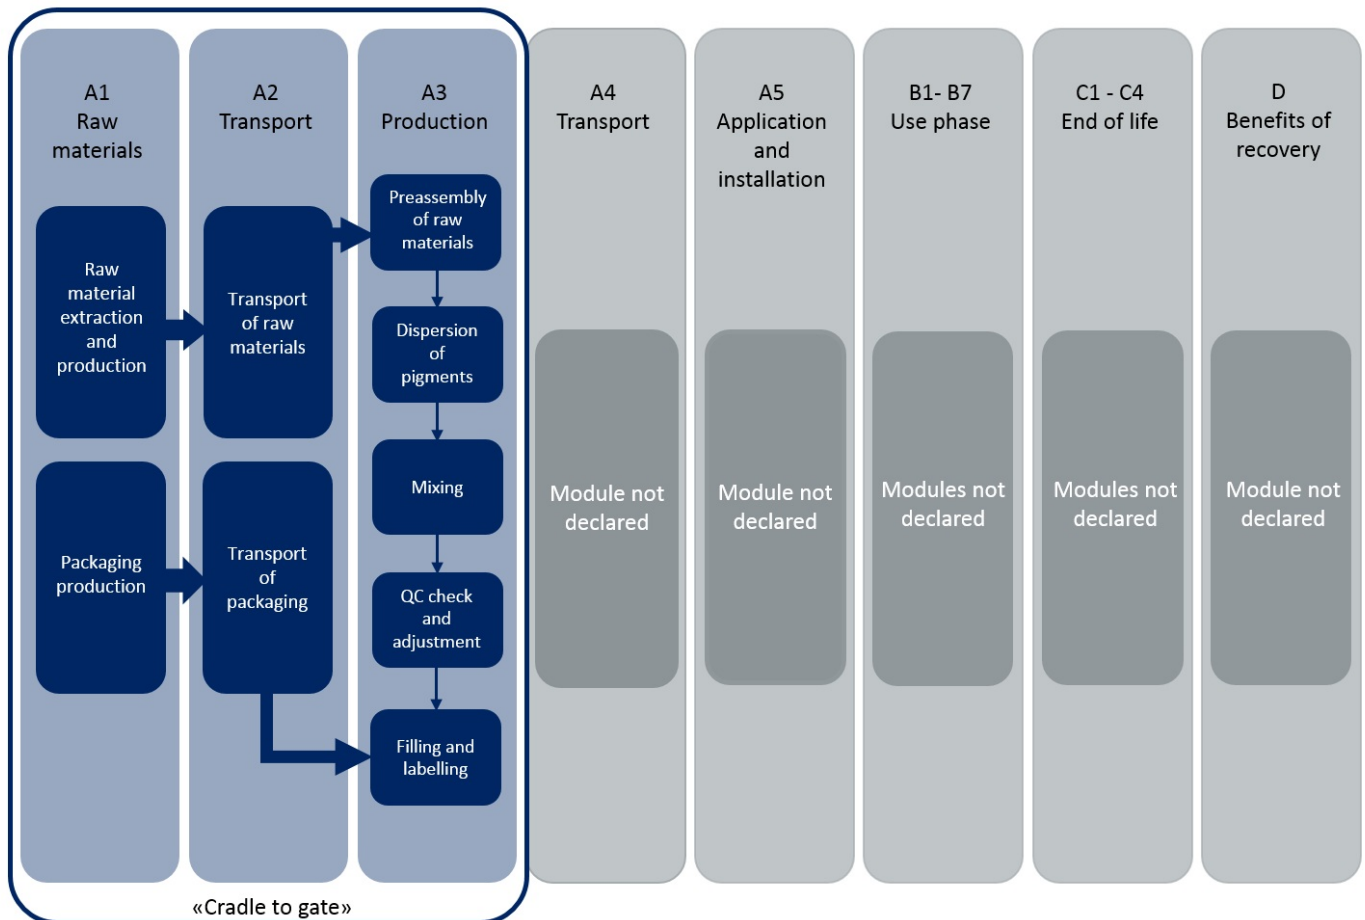 A1
Raw
materials
A2
Transport
A3
Production
A4
Transport
A5
Application
and
installation
B1- B7
Use phase
C1 - C4
End of life
D
Benefits of
recovery
Raw
material
extraction
and
production
Transport
of raw
materials
Preassembly
of raw
materials
Dispersion
of
pigments
Mixing
Packaging
production
Transport
of
packaging
QC check
and
adjustment
Filling and
labelling
Module not
declared
Module not
declared
Modules not
declared
Modules not
declared
Module not
declared
«Cradle to gate»